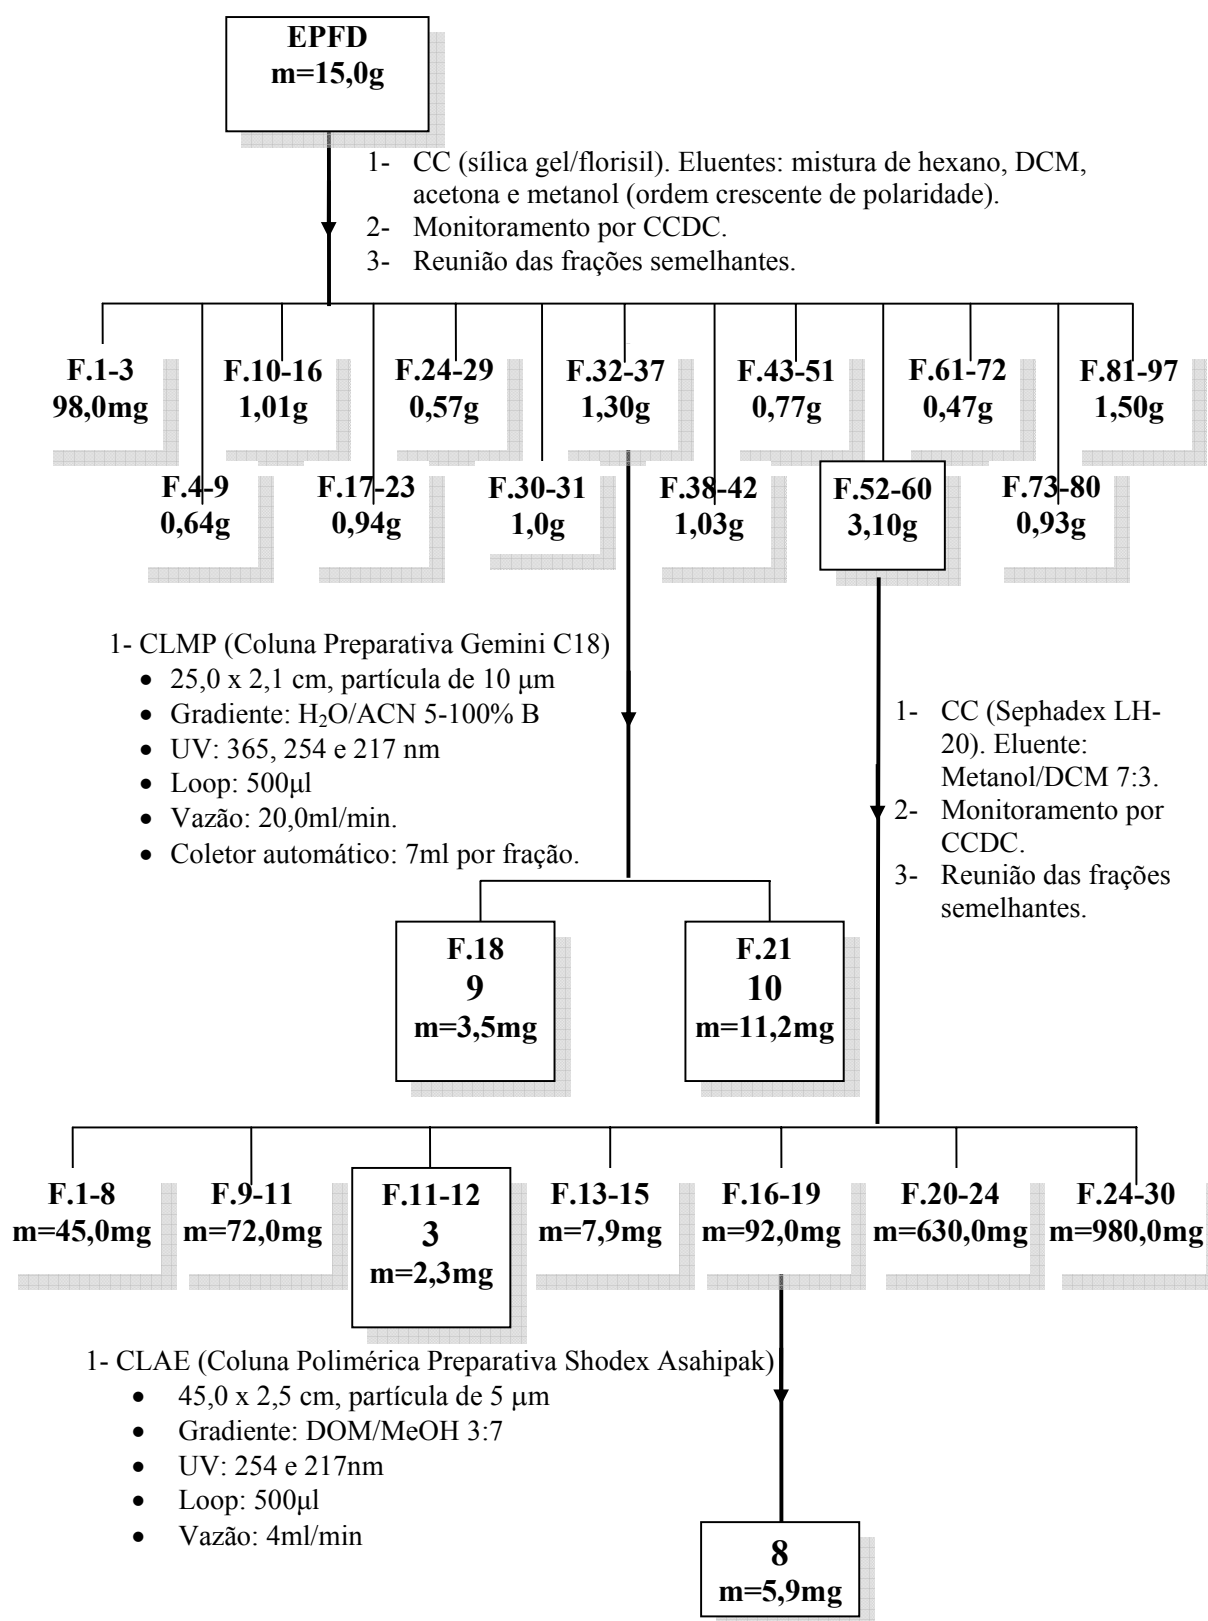 EPFD
m=15,0g
1- CC (sílica gel/florisil). Eluentes: mistura de hexano, DCM,
acetona e metanol (ordem crescente de polaridade).
2- Monitoramento por CCDC.
3- Reunião das frações semelhantes.
F.1-3
98,0mg
F.10-16
1,01g
F.24-29
0,57g
F.32-37
1,30g
F.43-51
0,77g
F.61-72
0,47g
F.81-97
1,50g
F.4-9
0,64g
F.17-23
0,94g
F.30-31
1,0g
F.38-42
1,03g
F.52-60
3,10g
F.73-80
0,93g
1- CLMP (Coluna Preparativa Gemini C18)
• 25,0 x 2,1 cm, partícula de 10 μm
• Gradiente: H₂O/ACN 5-100% B
• UV: 365, 254 e 217 nm
• Loop: 500μl
• Vazão: 20,0ml/min.
• Coletor automático: 7ml por fração.
1- CC (Sephadex LH-
20). Eluente:
Metanol/DCM 7:3.
2- Monitoramento por
CCDC.
3- Reunião das frações
semelhantes.
F.18
9
m=3,5mg
F.21
10
m=11,2mg
F.1-8
m=45,0mg
F.9-11
m=72,0mg
F.11-12
3
m=2,3mg
F.13-15
m=7,9mg
F.16-19
m=92,0mg
F.20-24
m=630,0mg
F.24-30
m=980,0mg
1- CLAE (Coluna Polimérica Preparativa Shodex Asahipak)
• 45,0 x 2,5 cm, partícula de 5 μm
• Gradiente: DOM/MeOH 3:7
• UV: 254 e 217nm
• Loop: 500μl
• Vazão: 4ml/min
8
m=5,9mg